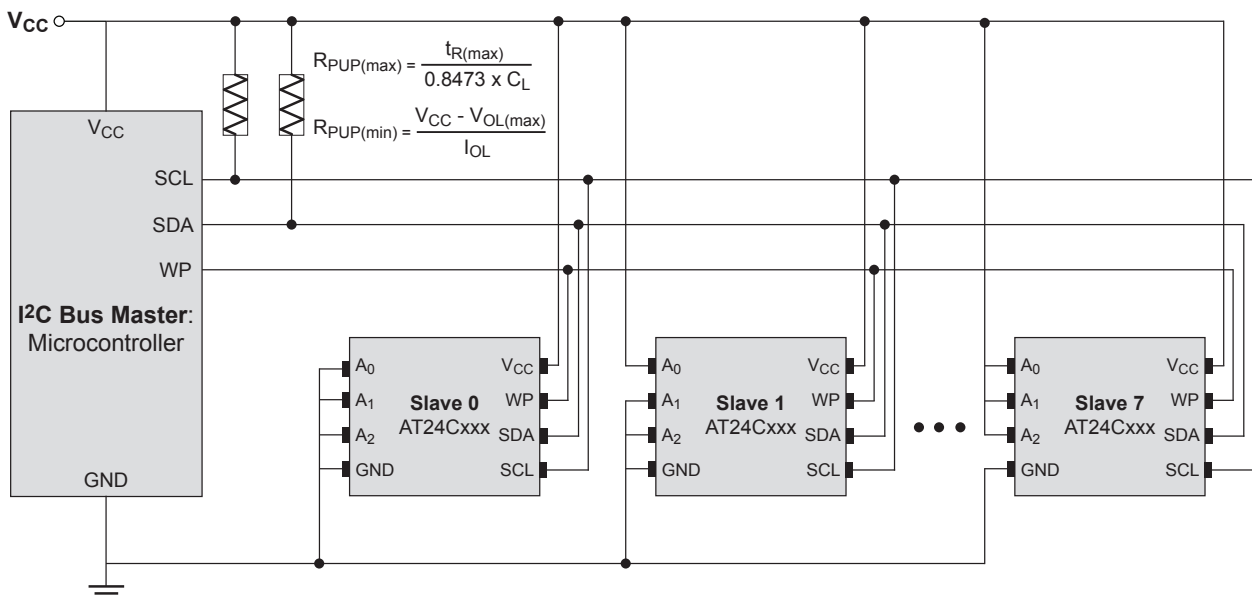 VCC
RPUP(max) = tR(max) / 0.8473 x CL
RPUP(min) = VCC - VOL(max) / IOL
VCC
SCL
SDA
WP
I2C Bus Master:
Microcontroller
GND
A0 VCC
A1 Slave 0 WP
AT24Cxxx
A2 SDA
GND SCL
A0 VCC
A1 Slave 1 WP
AT24Cxxx
A2 SDA
GND SCL
A0 VCC
A1 Slave 7 WP
AT24Cxxx
A2 SDA
GND SCL